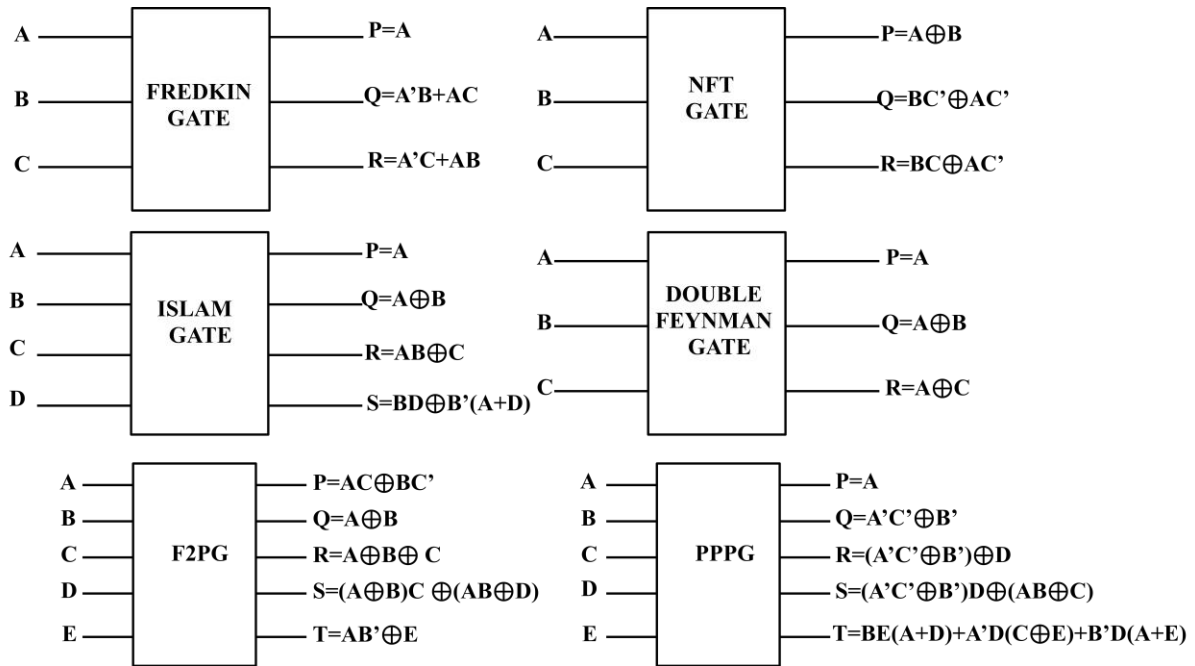 A
B
C
FREDKIN
GATE
P=A
Q=A'B+AC
R=A'C+AB
A
B
C
NFT
GATE
P=A⊕B
Q=BC'⊕AC'
R=BC⊕AC'
A
B
C
D
ISLAM
GATE
P=A
Q=A⊕B
R=AB⊕C
S=BD⊕B'(A+D)
A
B
C
DOUBLE
FEYNMAN
GATE
P=A
Q=A⊕B
R=A⊕C
A
B
C
D
E
F2PG
P=AC⊕BC'
Q=A⊕B
R=A⊕B⊕ C
S=(A⊕B)C ⊕(AB⊕D)
T=AB'⊕E
A
B
C
D
E
PPPG
P=A
Q=A'C'⊕B'
R=(A'C'⊕B')⊕D
S=(A'C'⊕B')D⊕(AB⊕C)
T=BE(A+D)+A'D(C⊕E)+B'D(A+E)